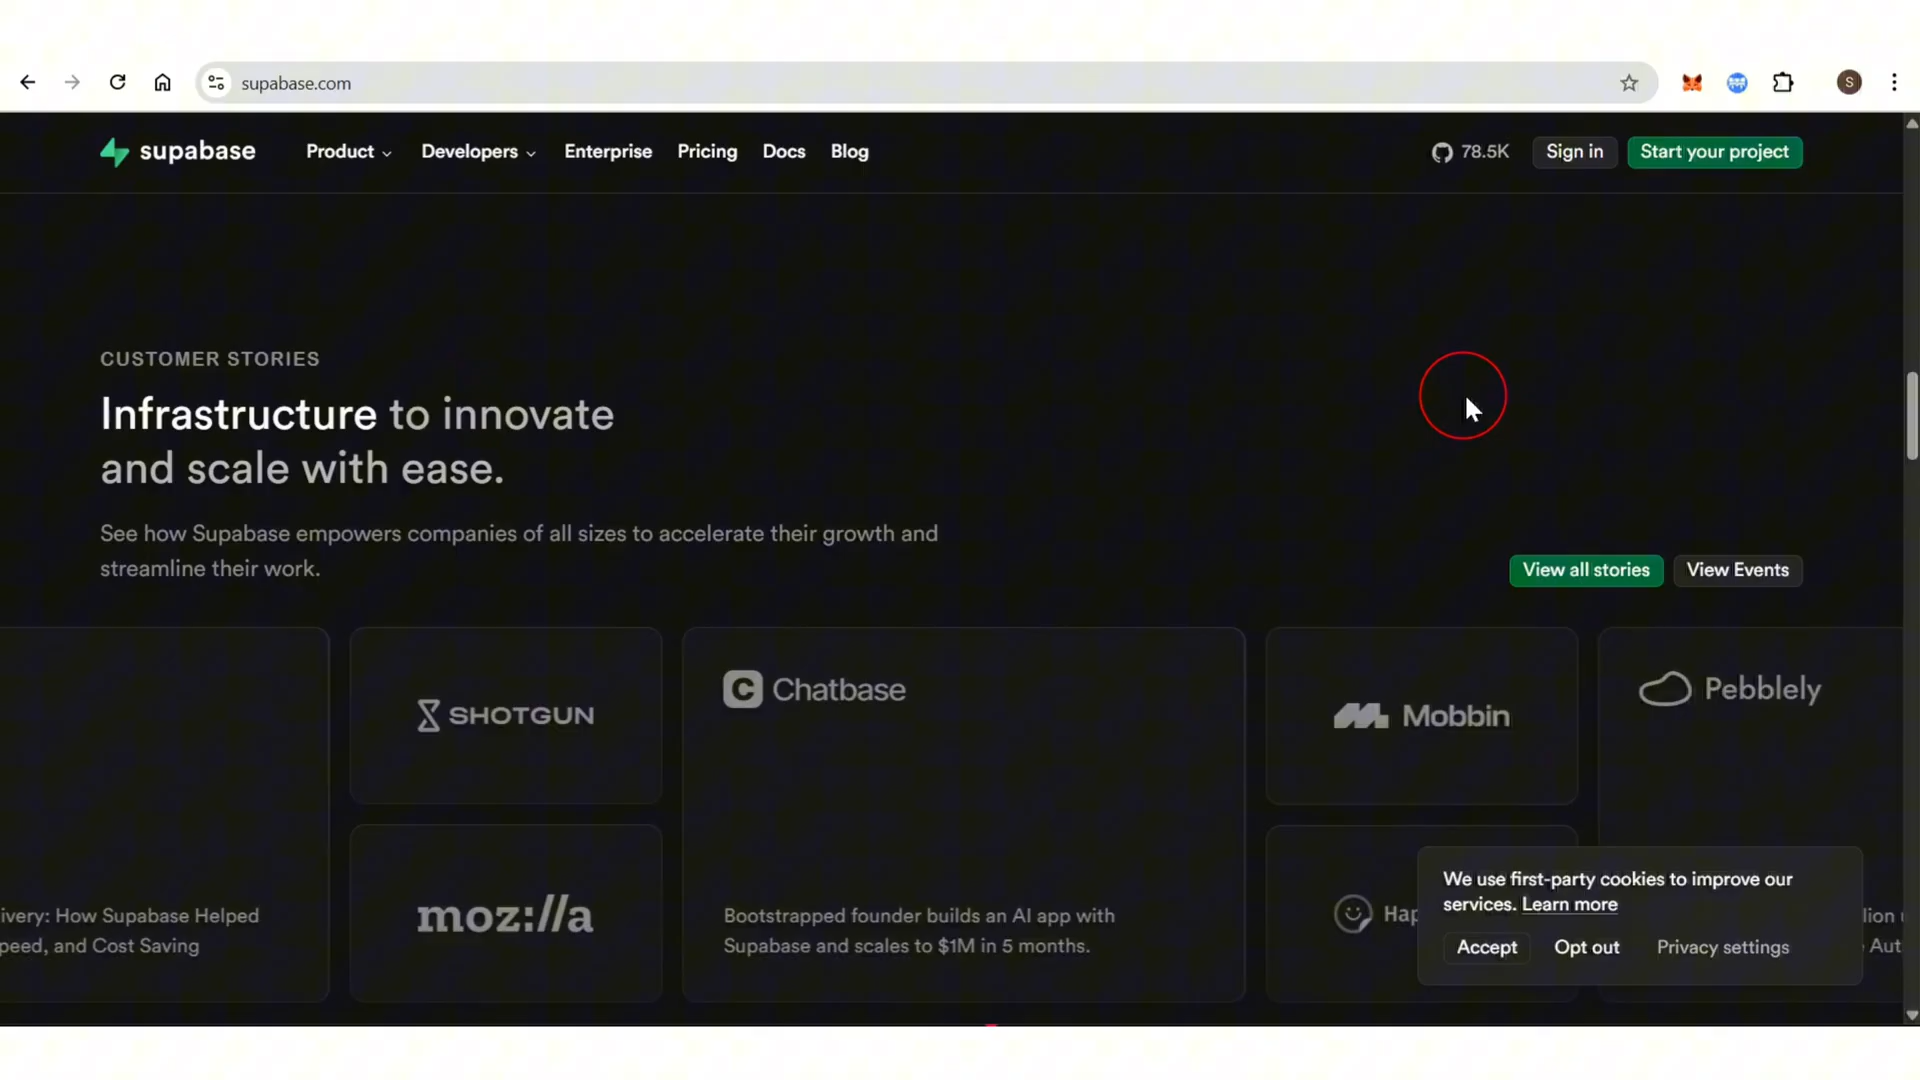 supabase.com
S
supabase Product Developers Enterprise Pricing Docs Blog 78.5K Sign in Start your project
CUSTOMER STORIES
Infrastructure to innovate
and scale with ease.
See how Supabase empowers companies of all sizes to accelerate their growth and
streamline their work.
View all stories View Events
SHOTGUN
Chatbase
Mobbin
Pebblely
ivery: How Supabase Helped
peed, and Cost Saving
moz://a
Bootstrapped founder builds an AI app with
Supabase and scales to $1M in 5 months.
Hap
We use first-party cookies to improve our
services. Learn more
Accept Opt out Privacy settings
lion
Aut